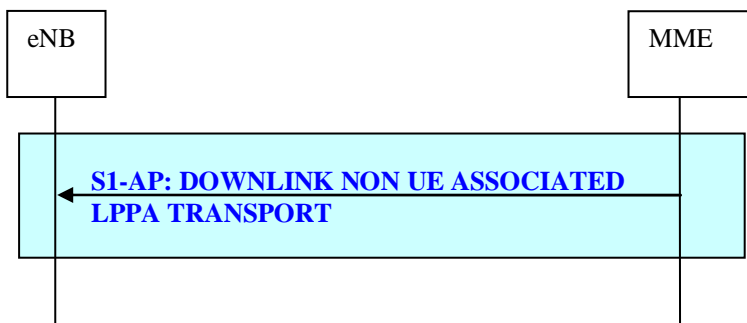 eNB
MME
S1-AP: DOWNLINK NON UE ASSOCIATED
LPPA TRANSPORT